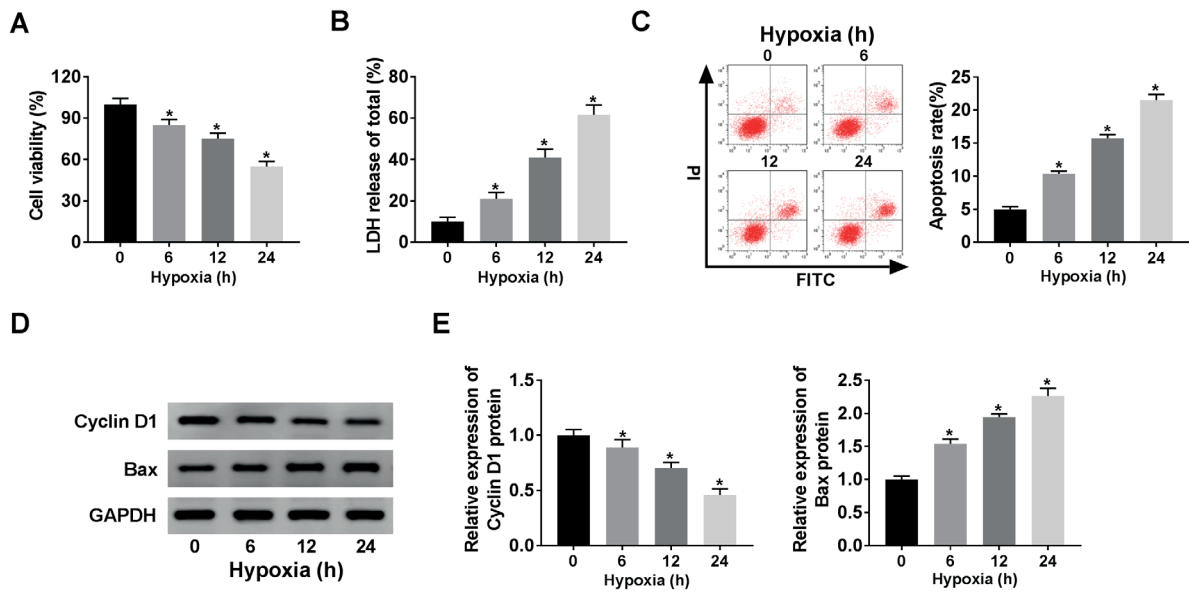 A
Cell viability (%)
120
90
60
30
0
*
*
*
0 6 12 24
Hypoxia (h)
B
LDH release of total (%)
80
60
40
20
0
*
*
*
0 6 12 24
Hypoxia (h)
C
Hypoxia (h)
0 6
12 24
PI
FITC
Apoptosis rate(%)
25
20
15
10
5
0
*
*
*
0 6 12 24
Hypoxia (h)
D
Cyclin D1
Bax
GAPDH
0 6 12 24
Hypoxia (h)
E
Relative expression of
Cyclin D1 protein
1.5
1.0
0.5
0.0
*
*
*
0 6 12 24
Hypoxia (h)
Relative expression of
Bax protein
2.5
2.0
1.5
1.0
0.5
0.0
*
*
*
0 6 12 24
Hypoxia (h)